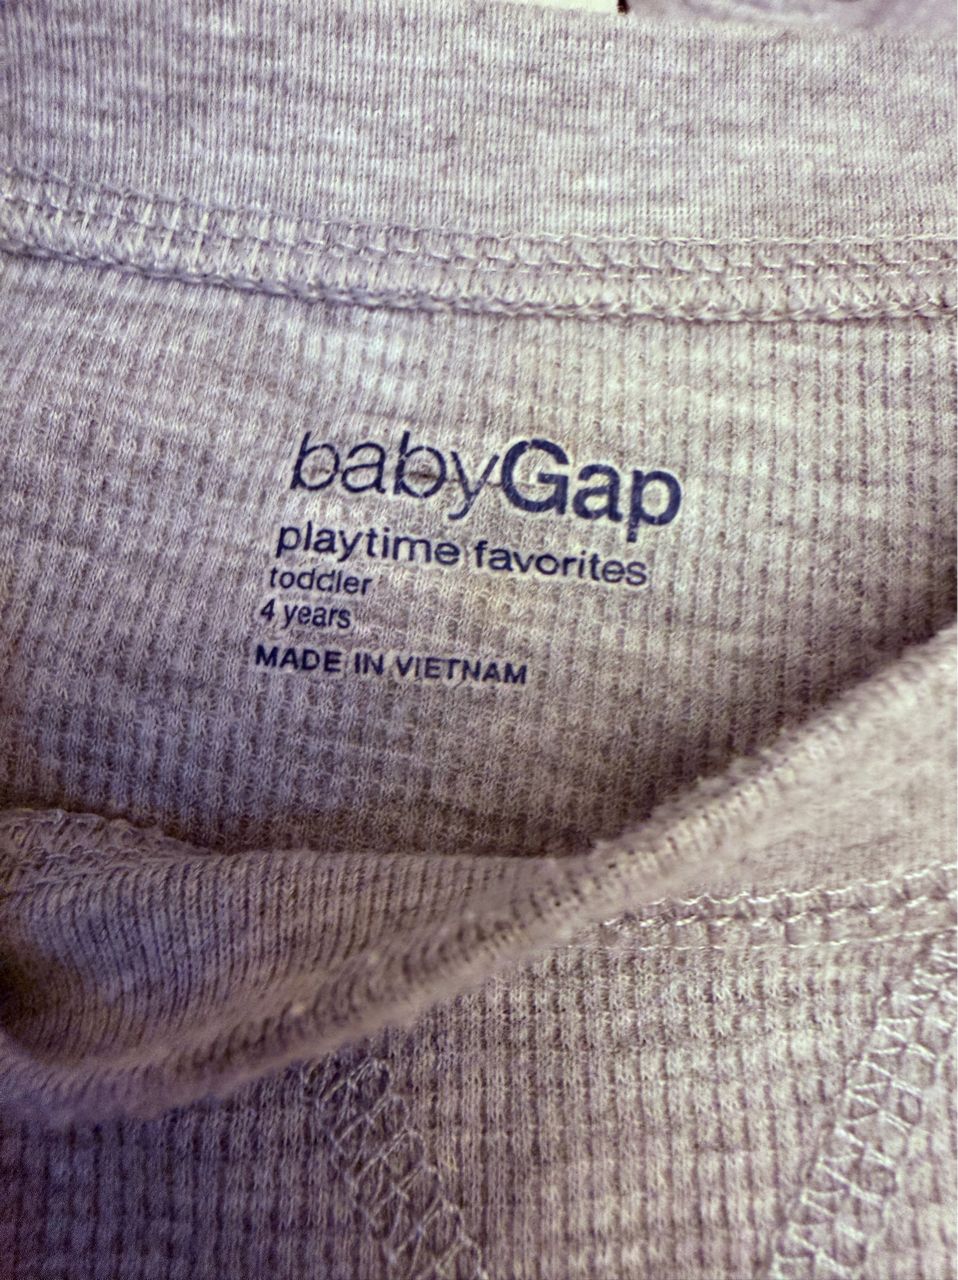 babyGap
playtime favorites
toddler
4 years
MADE IN VIETNAM